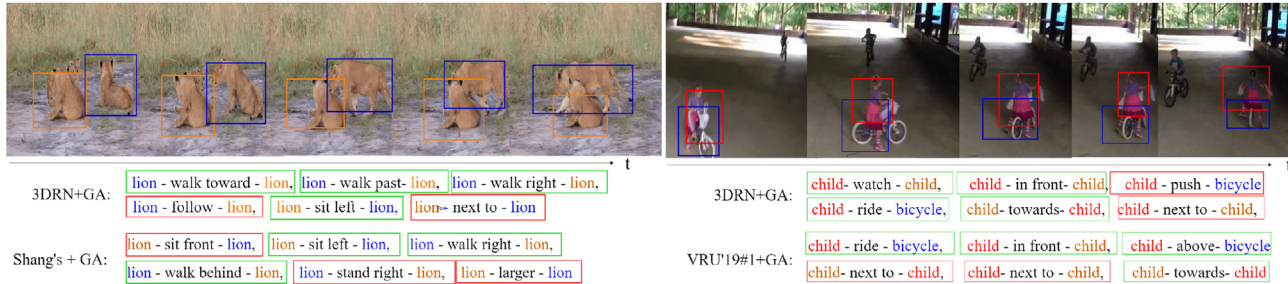 t
3DRN+GA: lion - walk toward - lion, lion - walk past- lion, lion - walk right - lion,
lion - follow - lion, lion - sit left - lion, lion - next to - lion
Shang's + GA: lion - sit front - lion, lion - sit left - lion, lion - walk right - lion,
lion - walk behind - lion, lion - stand right - lion, lion - larger - lion
t
3DRN+GA: child- watch - child, child - in front- child, child - push - bicycle
child - ride - bicycle, child- towards- child, child - next to - child,
VRU'19#1+GA: child - ride - bicycle, child - in front - child, child - above- bicycle
child- next to - child, child- next to - child, child- towards- child